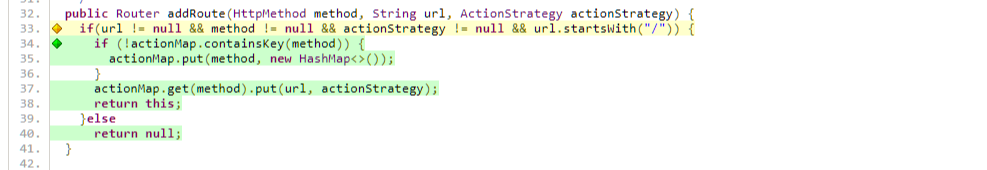 32. public Router addRoute(HttpMethod method, String url, ActionStrategy actionStrategy) {
33. if(url != null && method != null && actionStrategy != null && url.startsWith("/")) {
34. if (!actionMap.containsKey(method)) {
35. actionMap.put(method, new HashMap<>());
36. }
37. actionMap.get(method).put(url, actionStrategy);
38. return this;
39. }else
40. return null;
41. }
42.